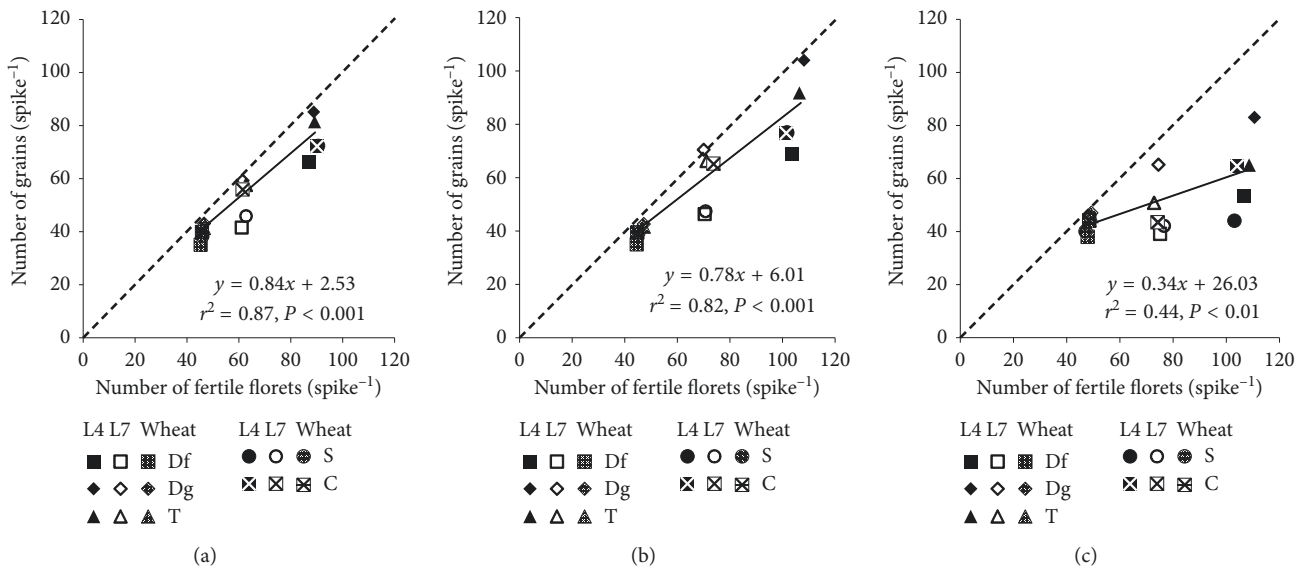 120
100
80
60
40
20
0
Number of grains (spike⁻¹)
y = 0.84x + 2.53
r² = 0.87, P < 0.001
0 20 40 60 80 100 120
Number of fertile florets (spike⁻¹)
L4 L7 Wheat
Df
Dg
T
L4 L7 Wheat
S
C
(a)
120
100
80
60
40
20
0
Number of grains (spike⁻¹)
y = 0.78x + 6.01
r² = 0.82, P < 0.001
0 20 40 60 80 100 120
Number of fertile florets (spike⁻¹)
L4 L7 Wheat
Df
Dg
T
L4 L7 Wheat
S
C
(b)
120
100
80
60
40
20
0
Number of grains (spike⁻¹)
y = 0.34x + 26.03
r² = 0.44, P < 0.01
0 20 40 60 80 100 120
Number of fertile florets (spike⁻¹)
L4 L7 Wheat
Df
Dg
T
L4 L7 Wheat
S
C
(c)